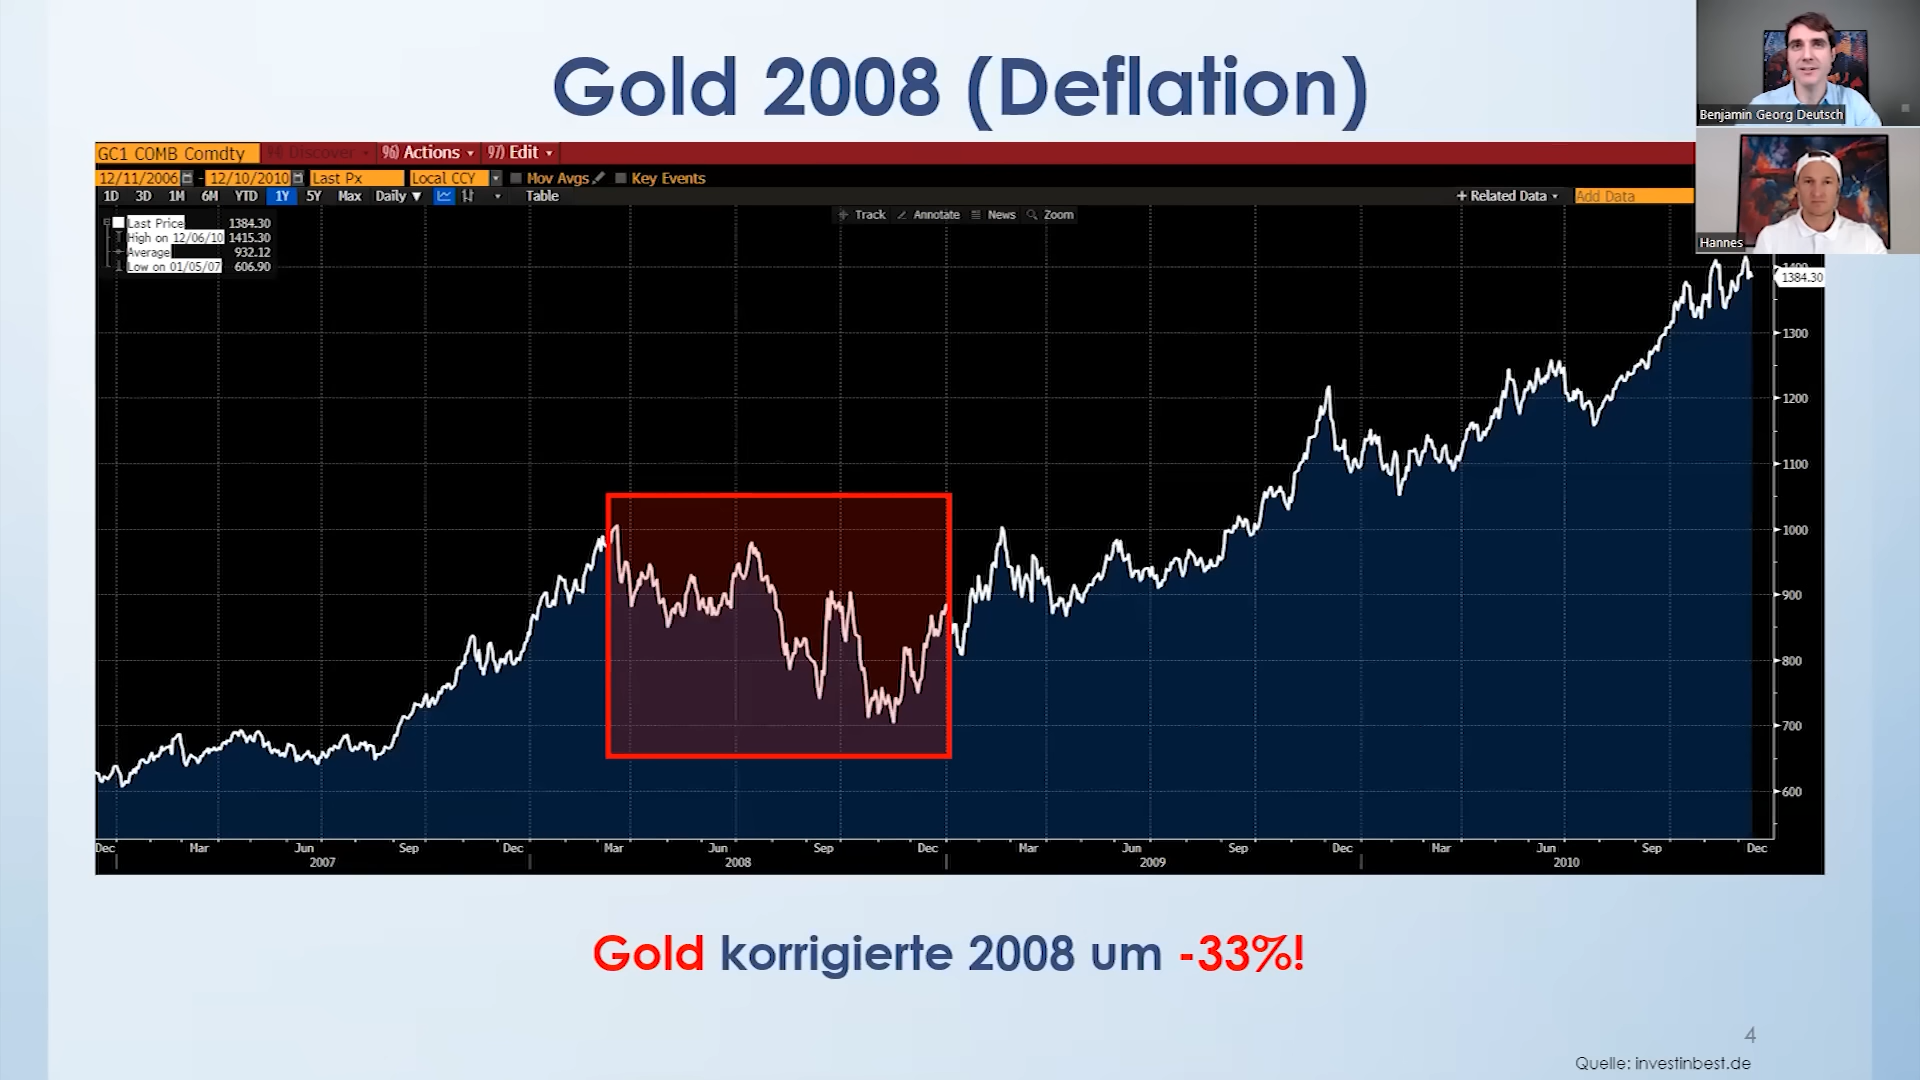 Gold 2008 (Deflation)
Benjamin Georg Deutsch
Hannes
GC1 COMB Comdty 96) Actions 97) Edit
12/11/2006 - 12/10/2010 Last Px Local CCY Mov Avgs Key Events
1D 3D 1M 6M YTD 1Y 5Y Max Daily Table + Related Data Add Data
Track Annotate News Zoom
Last Price 1384.30
High on 12/06/10 1415.30
Average 932.12
Low on 01/05/07 606.90
1400
1384.30
1300
1200
1100
1000
900
800
700
600
Dec Mar Jun Sep Dec Mar Jun Sep Dec Mar Jun Sep Dec Mar Jun Sep Dec
2007 2008 2009 2010
Gold korrigierte 2008 um -33%!
4
Quelle: investinbest.de